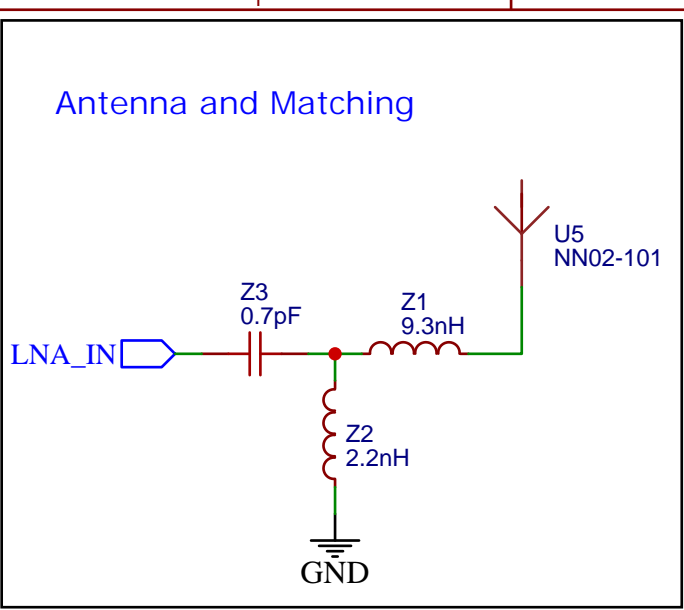 Antenna and Matching
U5
NN02-101
Z3
0.7pF
Z1
9.3nH
LNA_IN
Z2
2.2nH
GND